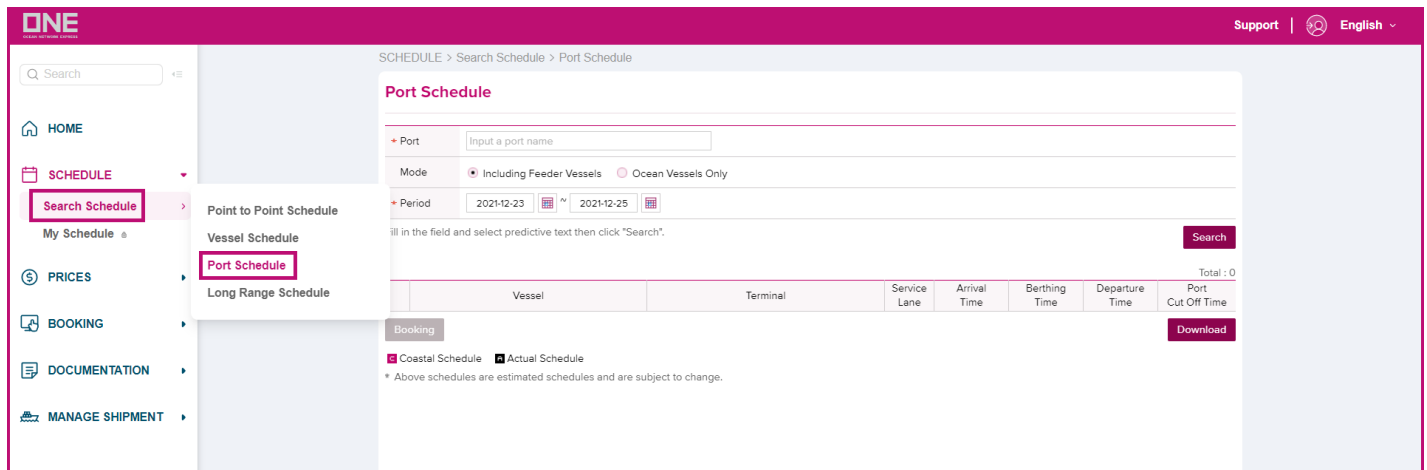 ONE
OCEAN NETWORK EXPRESS
Support
English
Search
HOME
SCHEDULE
Search Schedule
My Schedule
PRICES
BOOKING
DOCUMENTATION
MANAGE SHIPMENT
Point to Point Schedule
Vessel Schedule
Port Schedule
Long Range Schedule
SCHEDULE > Search Schedule > Port Schedule
Port Schedule
+ Port Input a port name
Mode Including Feeder Vessels Ocean Vessels Only
+ Period 2021-12-23 ~ 2021-12-25
ill in the field and select predictive text then click "Search".
Search
Total : 0
Vessel Terminal Service Lane Arrival Time Berthing Time Departure Time Port Cut Off Time
Booking Download
C Coastal Schedule A Actual Schedule
* Above schedules are estimated schedules and are subject to change.